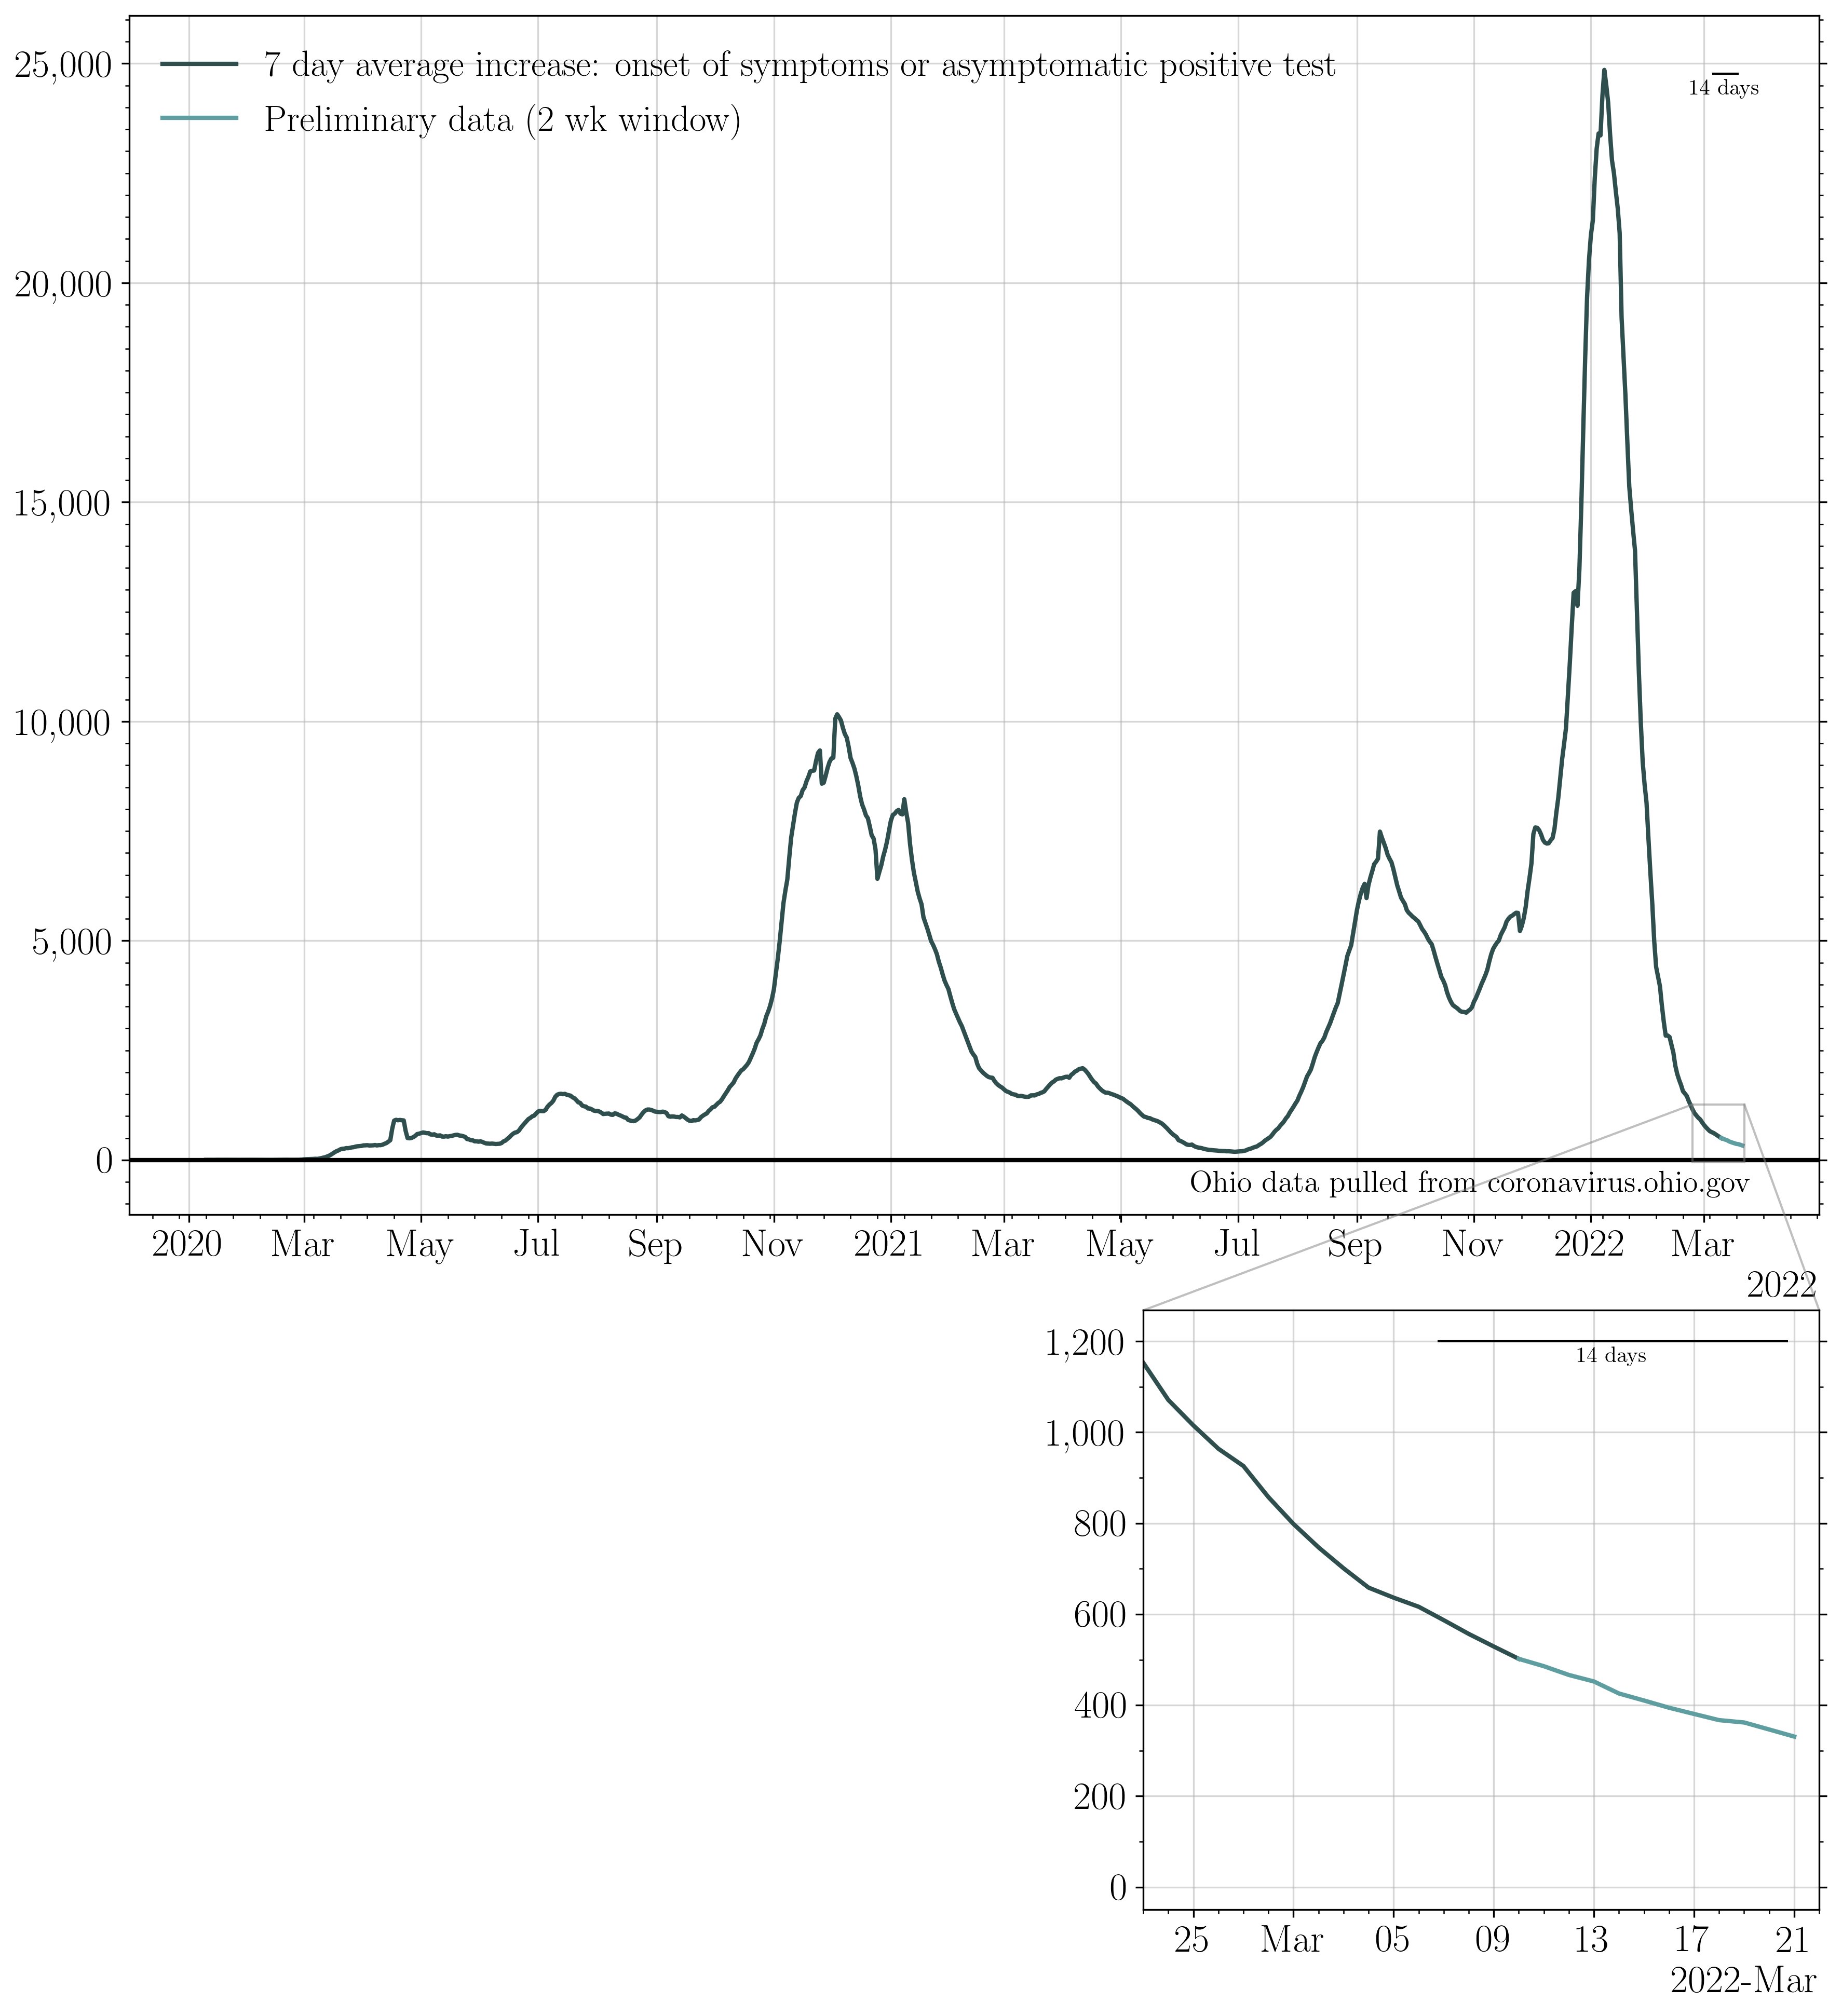 25,000
20,000
15,000
10,000
5,000
0
7 day average increase: onset of symptoms or asymptomatic positive test
Preliminary data (2 wk window)
14 days
Ohio data pulled from coronavirus.ohio.gov
2020 Mar May Jul Sep Nov 2021 Mar May Jul Sep Nov 2022 Mar
2022
1,200
1,000
800
600
400
200
0
14 days
25 Mar 05 09 13 17 21
2022-Mar